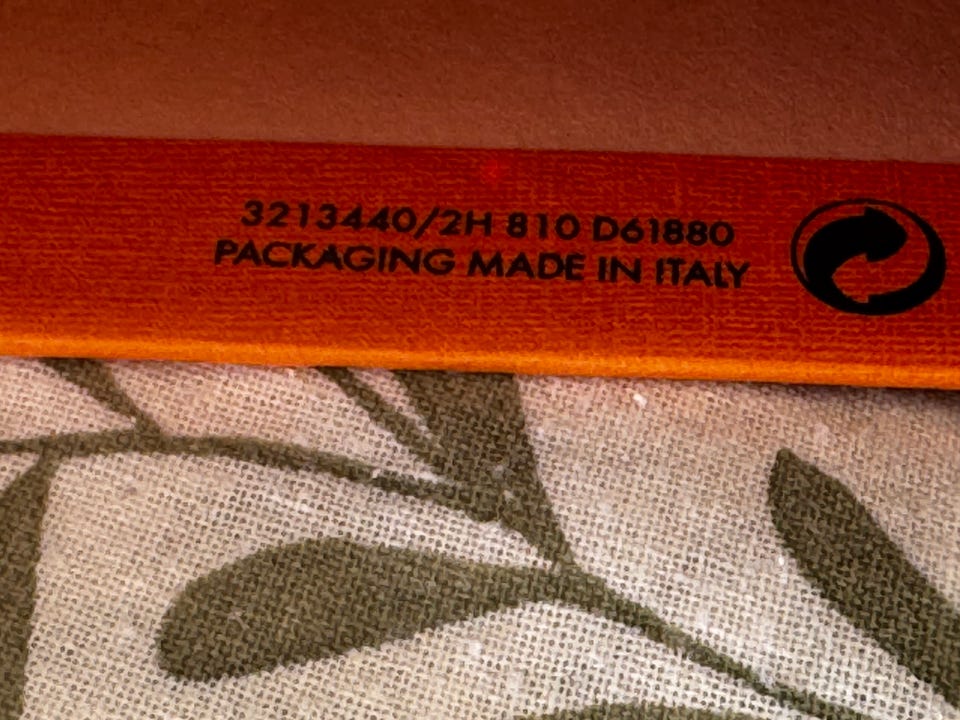 3213440/2H 810 D61880
PACKAGING MADE IN ITALY